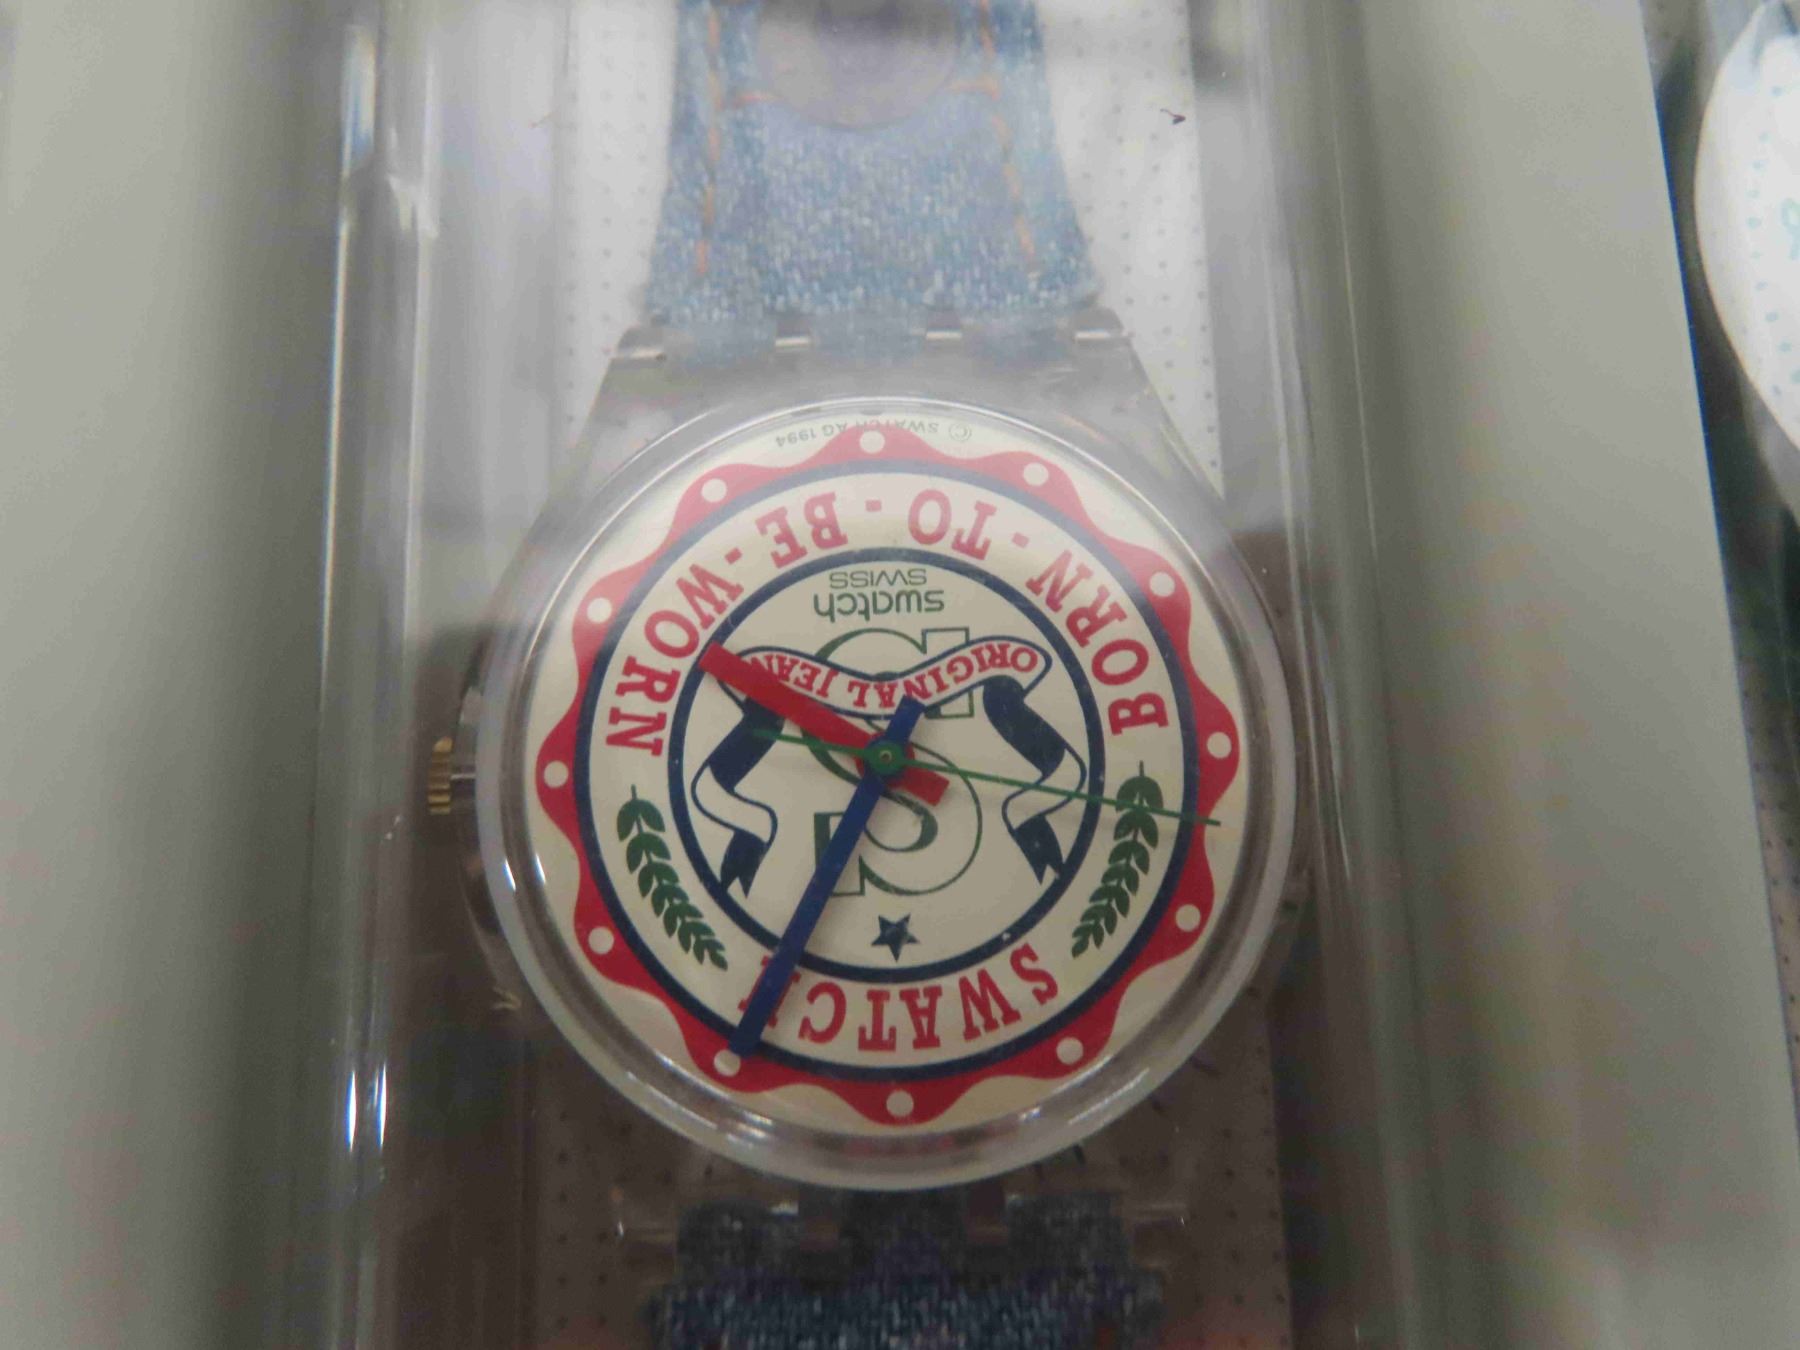 SWATCH
BORN - TO - BE - WORN
ORIGINAL JEAN
swatch
SWISS
© SWATCH AG 1994